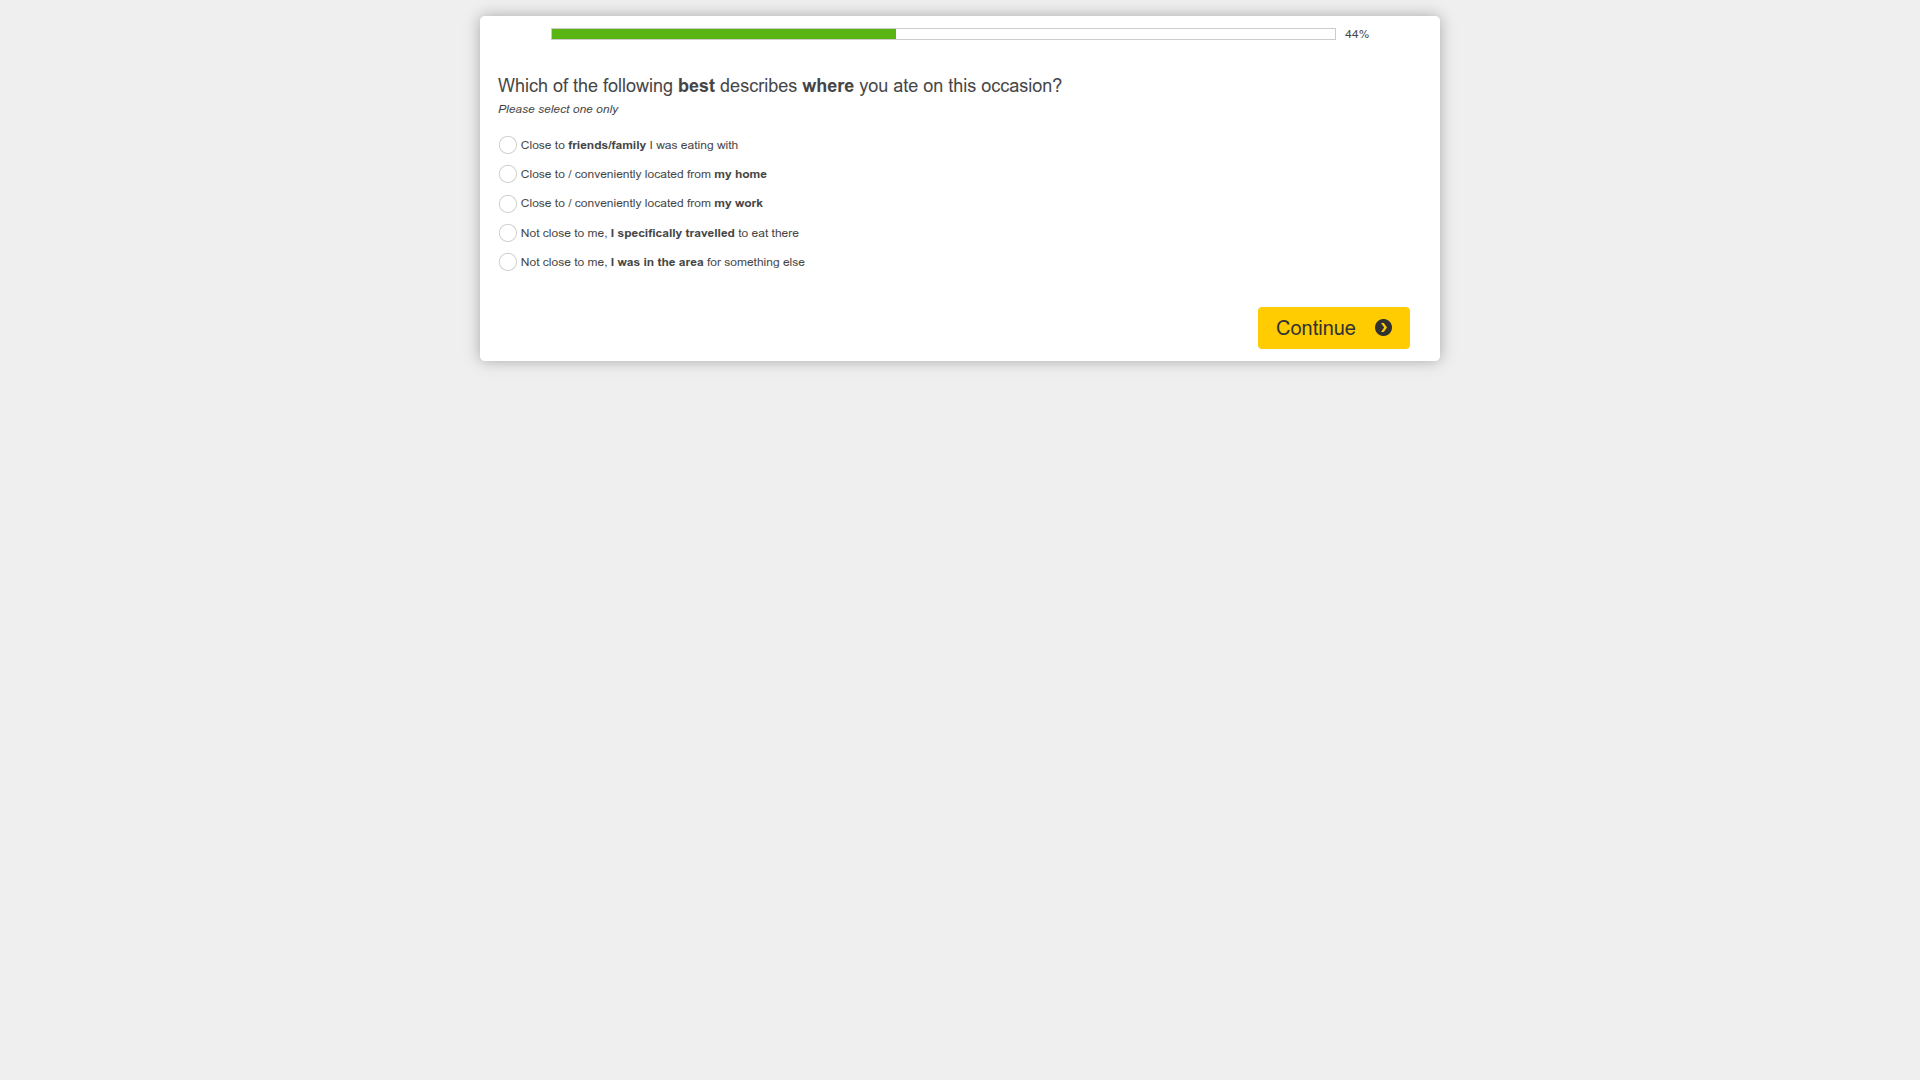 44%
Which of the following best describes where you ate on this occasion?
Please select one only
Close to friends/family I was eating with
Close to / conveniently located from my home
Close to / conveniently located from my work
Not close to me, I specifically travelled to eat there
Not close to me, I was in the area for something else
Continue